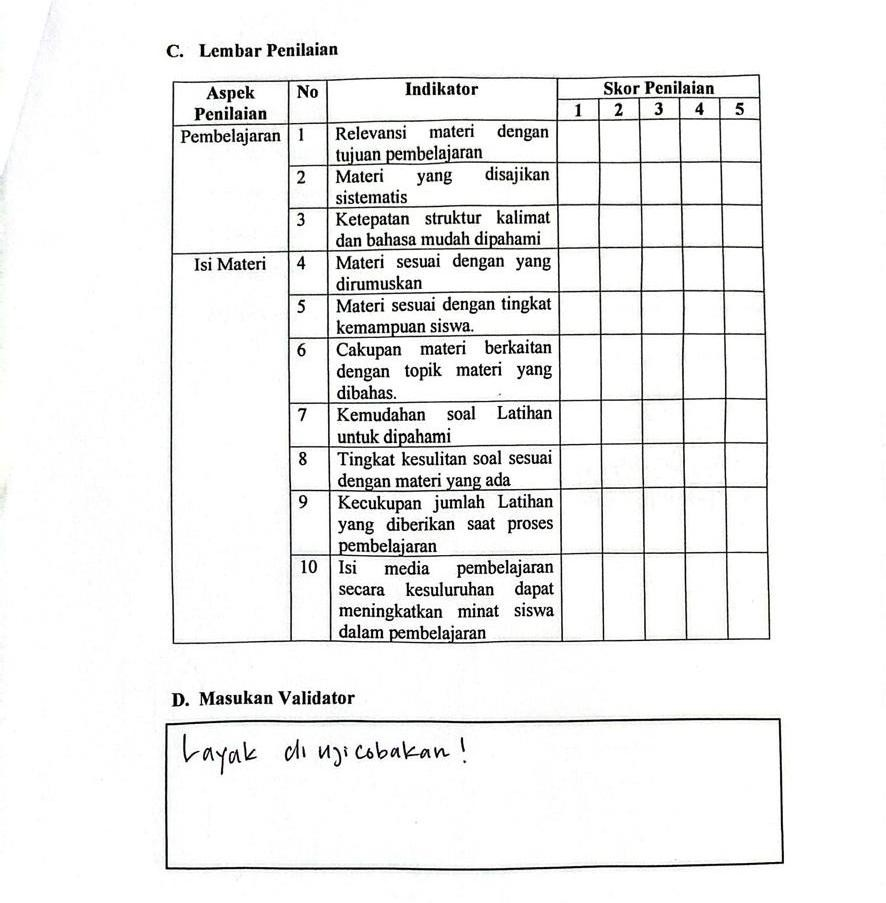 C. Lembar Penilaian
Aspek Penilaian No Indikator Skor Penilaian
1 2 3 4 5
Pembelajaran 1 Relevansi materi dengan
tujuan pembelajaran
2 Materi yang disajikan
sistematis
3 Ketepatan struktur kalimat
dan bahasa mudah dipahami
Isi Materi 4 Materi sesuai dengan yang
dirumuskan
5 Materi sesuai dengan tingkat
kemampuan siswa.
6 Cakupan materi berkaitan
dengan topik materi yang
dibahas.
7 Kemudahan soal Latihan
untuk dipahami
8 Tingkat kesulitan soal sesuai
dengan materi yang ada
9 Kecukupan jumlah Latihan
yang diberikan saat proses
pembelajaran
10 Isi media pembelajaran
secara kesuluruhan dapat
meningkatkan minat siswa
dalam pembelajaran
D. Masukan Validator
Layak di ujicobakan!